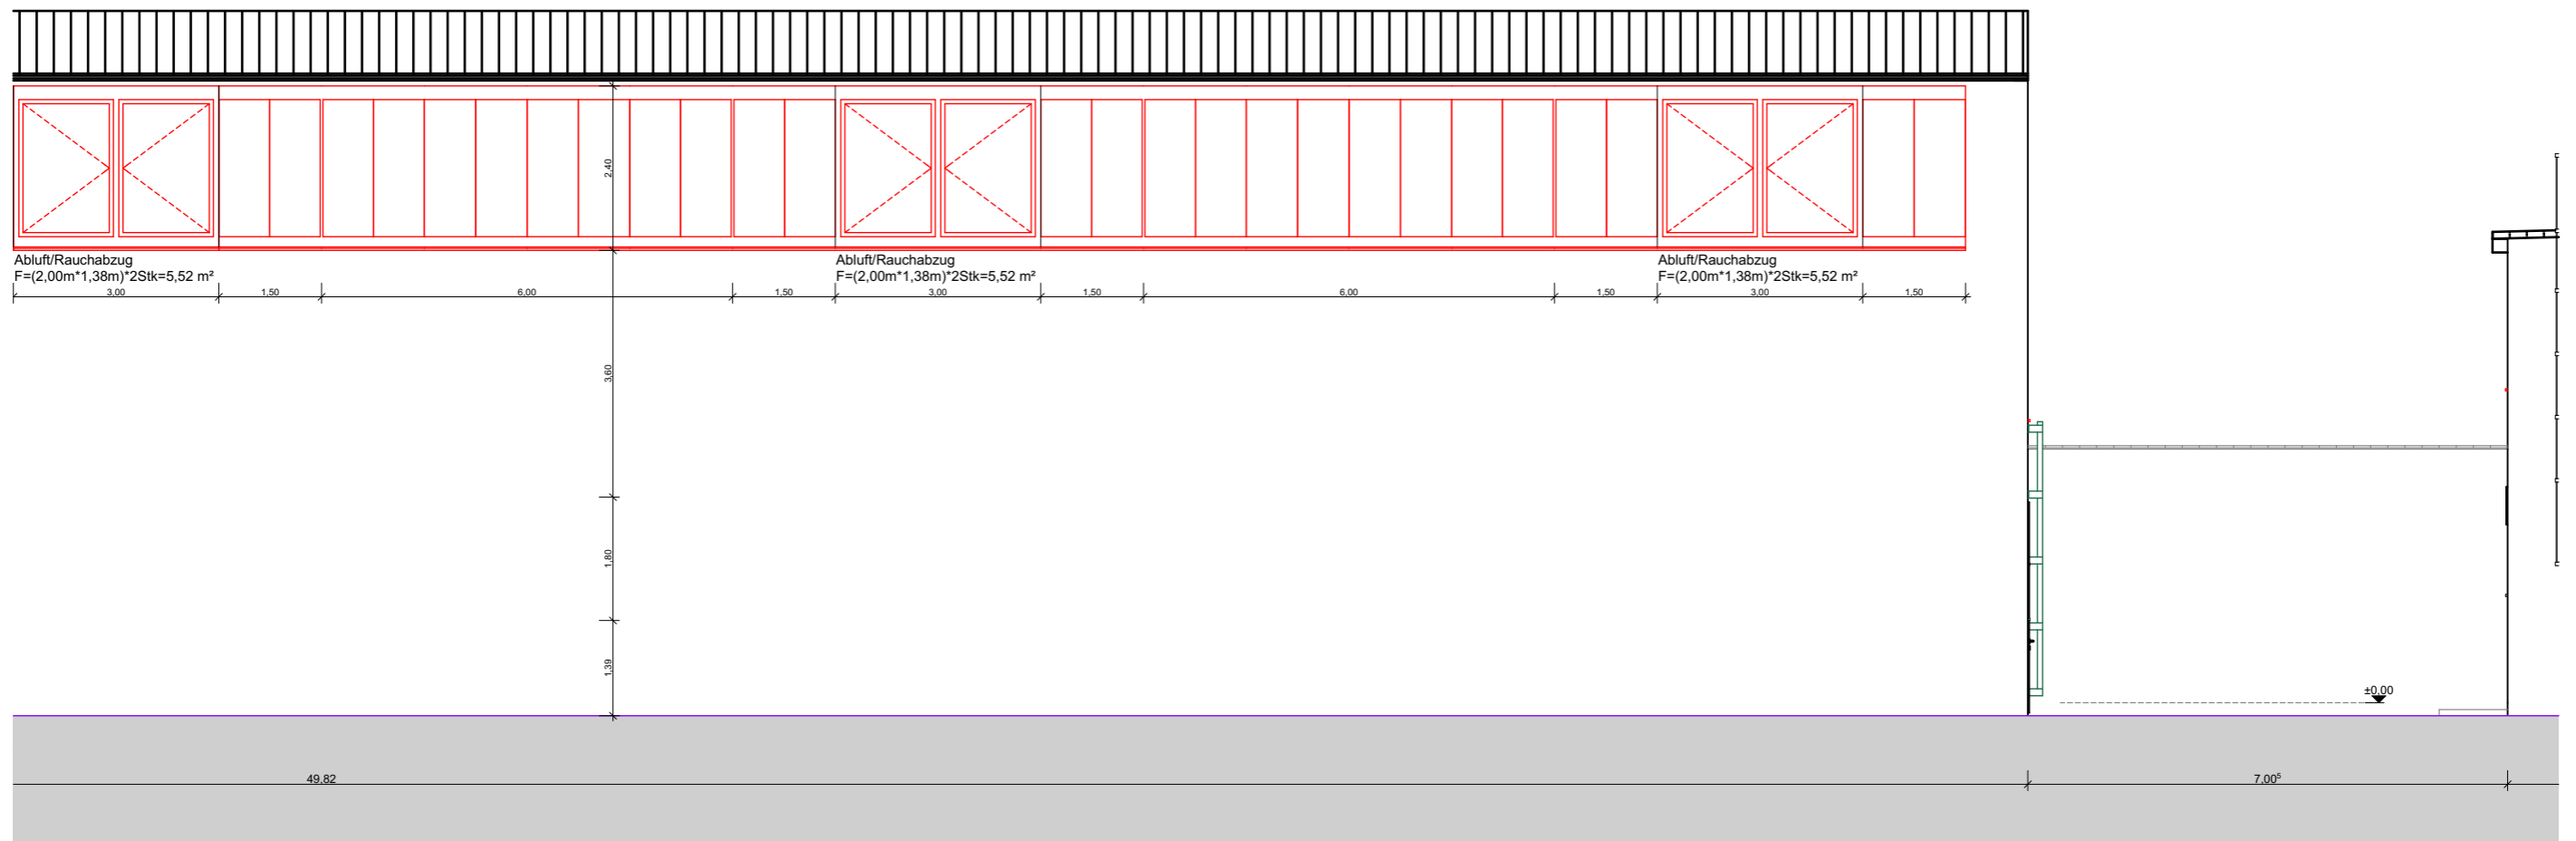 2,40
Abluft/Rauchabzug
F=(2,00m*1,38m)*2Stk=5,52 m²
Abluft/Rauchabzug
F=(2,00m*1,38m)*2Stk=5,52 m²
Abluft/Rauchabzug
F=(2,00m*1,38m)*2Stk=5,52 m²
3,00 1,50 6,00 1,50 3,00 1,50 6,00 1,50 3,00 1,50
3,60
1,80
1,39
±0,00
49,82 7,00⁵